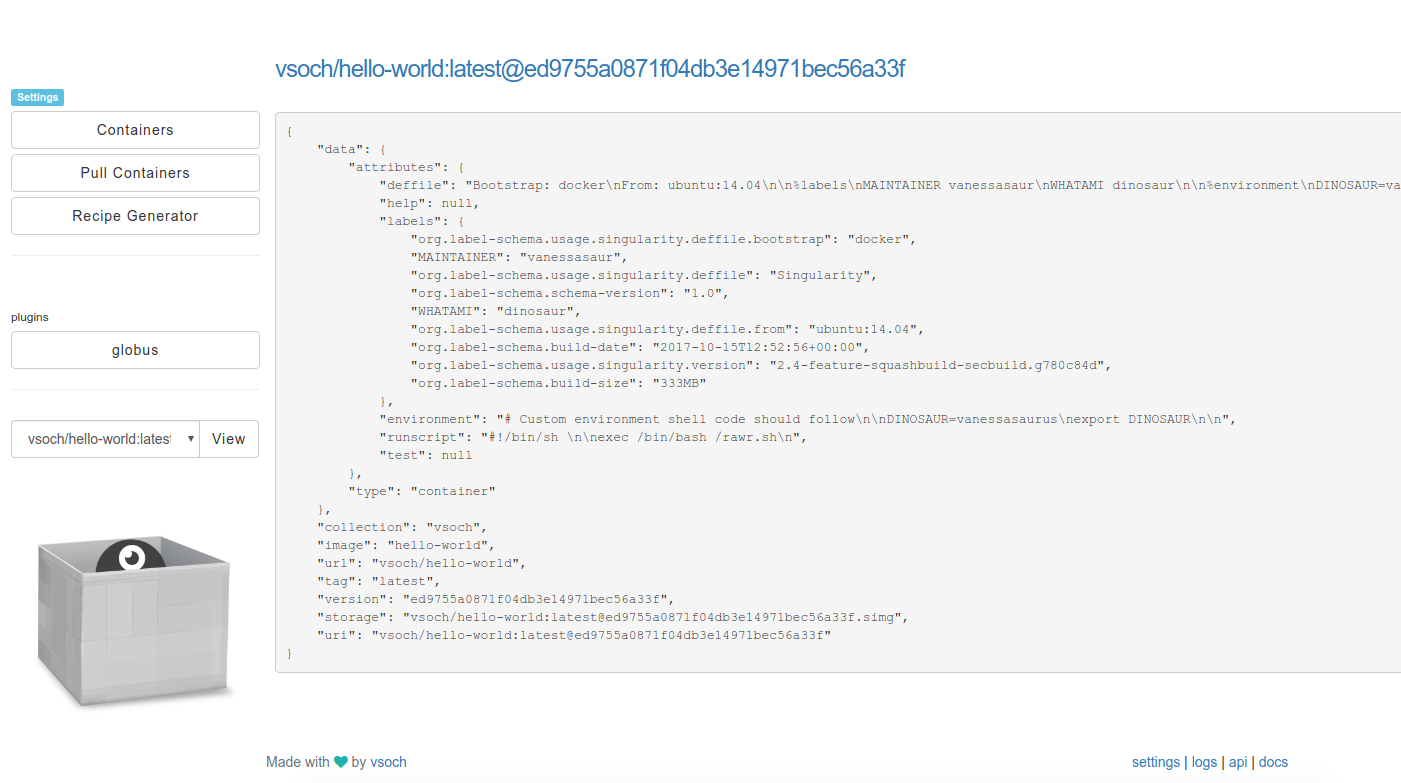 vsoch/hello-world:latest@ed9755a0871f04db3e14971bec56a33f
Settings
Containers
Pull Containers
Recipe Generator
plugins
globus
vsoch/hello-world:latest
View
{
    "data": {
        "attributes": {
            "deffile": "Bootstrap: docker\nFrom: ubuntu:14.04\n\n%labels\nMAINTAINER vanessasaur\nWHATAMI dinosaur\n\n%environment\nDINOSAUR=va
            "help": null,
            "labels": {
                "org.label-schema.usage.singularity.deffile.bootstrap": "docker",
                "MAINTAINER": "vanessasaur",
                "org.label-schema.usage.singularity.deffile": "Singularity",
                "org.label-schema.schema-version": "1.0",
                "WHATAMI": "dinosaur",
                "org.label-schema.usage.singularity.deffile.from": "ubuntu:14.04",
                "org.label-schema.build-date": "2017-10-15T12:52:56+00:00",
                "org.label-schema.usage.singularity.version": "2.4-feature-squashbuild-secbuild.g780c84d",
                "org.label-schema.build-size": "333MB"
            },
            "environment": "# Custom environment shell code should follow\n\nDINOSAUR=vanessasaurus\nexport DINOSAUR\n\n",
            "runscript": "#!/bin/sh \n\nexec /bin/bash /rawr.sh\n",
            "test": null
        },
        "type": "container"
    },
    "collection": "vsoch",
    "image": "hello-world",
    "url": "vsoch/hello-world",
    "tag": "latest",
    "version": "ed9755a0871f04db3e14971bec56a33f",
    "storage": "vsoch/hello-world:latest@ed9755a0871f04db3e14971bec56a33f.simg",
    "uri": "vsoch/hello-world:latest@ed9755a0871f04db3e14971bec56a33f"
}
Made with by vsoch
settings | logs | api | docs